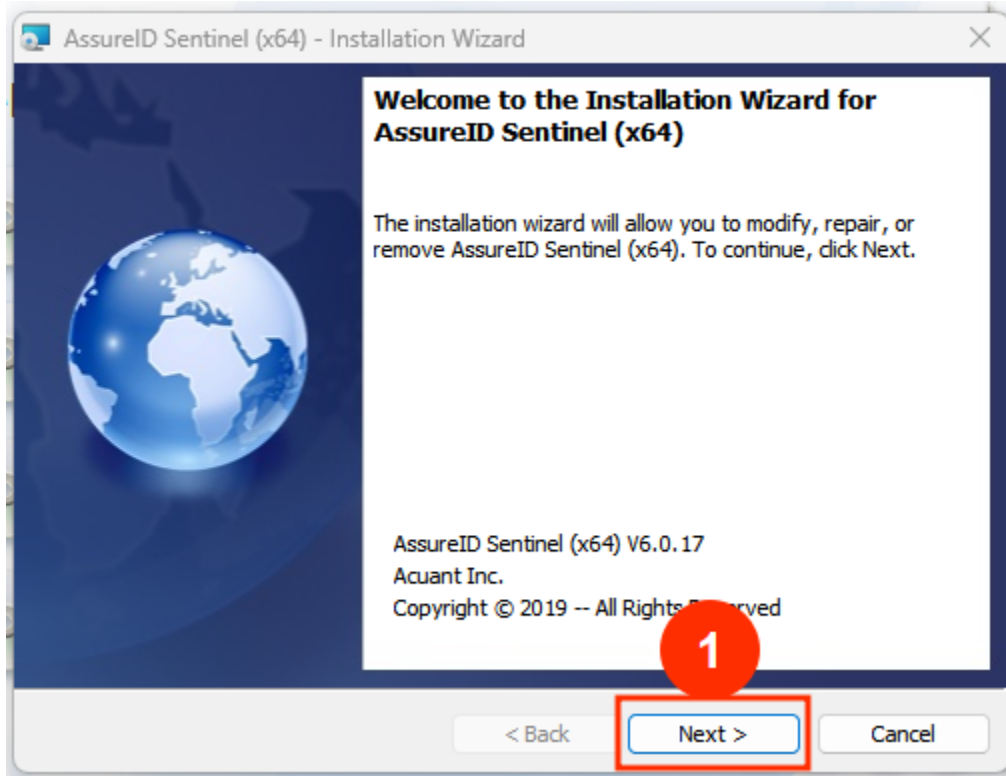 AssureID Sentinel (x64) - Installation Wizard
Welcome to the Installation Wizard for
AssureID Sentinel (x64)
The installation wizard will allow you to modify, repair, or
remove AssureID Sentinel (x64). To continue, click Next.
AssureID Sentinel (x64) V6.0.17
Acuant Inc.
Copyright © 2019 -- All Rights Reserved
1
< Back Next > Cancel